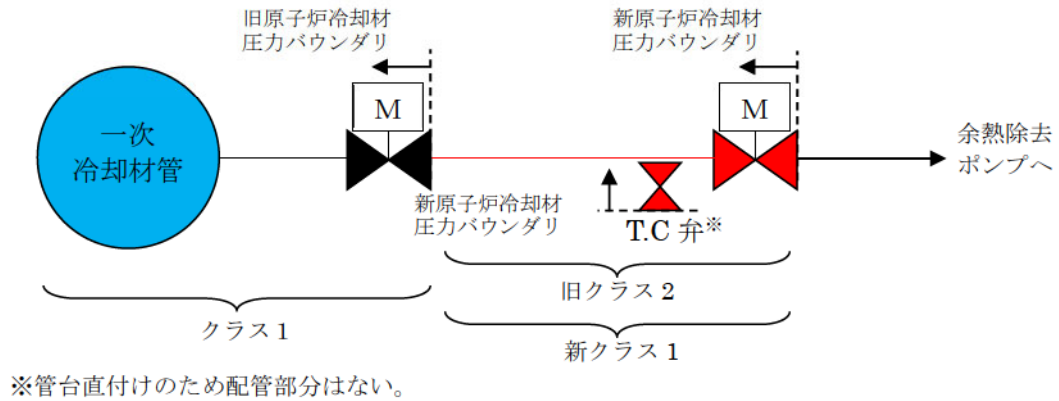 旧原子炉冷却材
圧力バウンダリ
新原子炉冷却材
圧力バウンダリ
M
M
一次
冷却材管
余熱除去
ポンプへ
新原子炉冷却材
圧力バウンダリ
T.C 弁※
旧クラス 2
クラス 1
新クラス 1
※管台直付けのため配管部分はない。